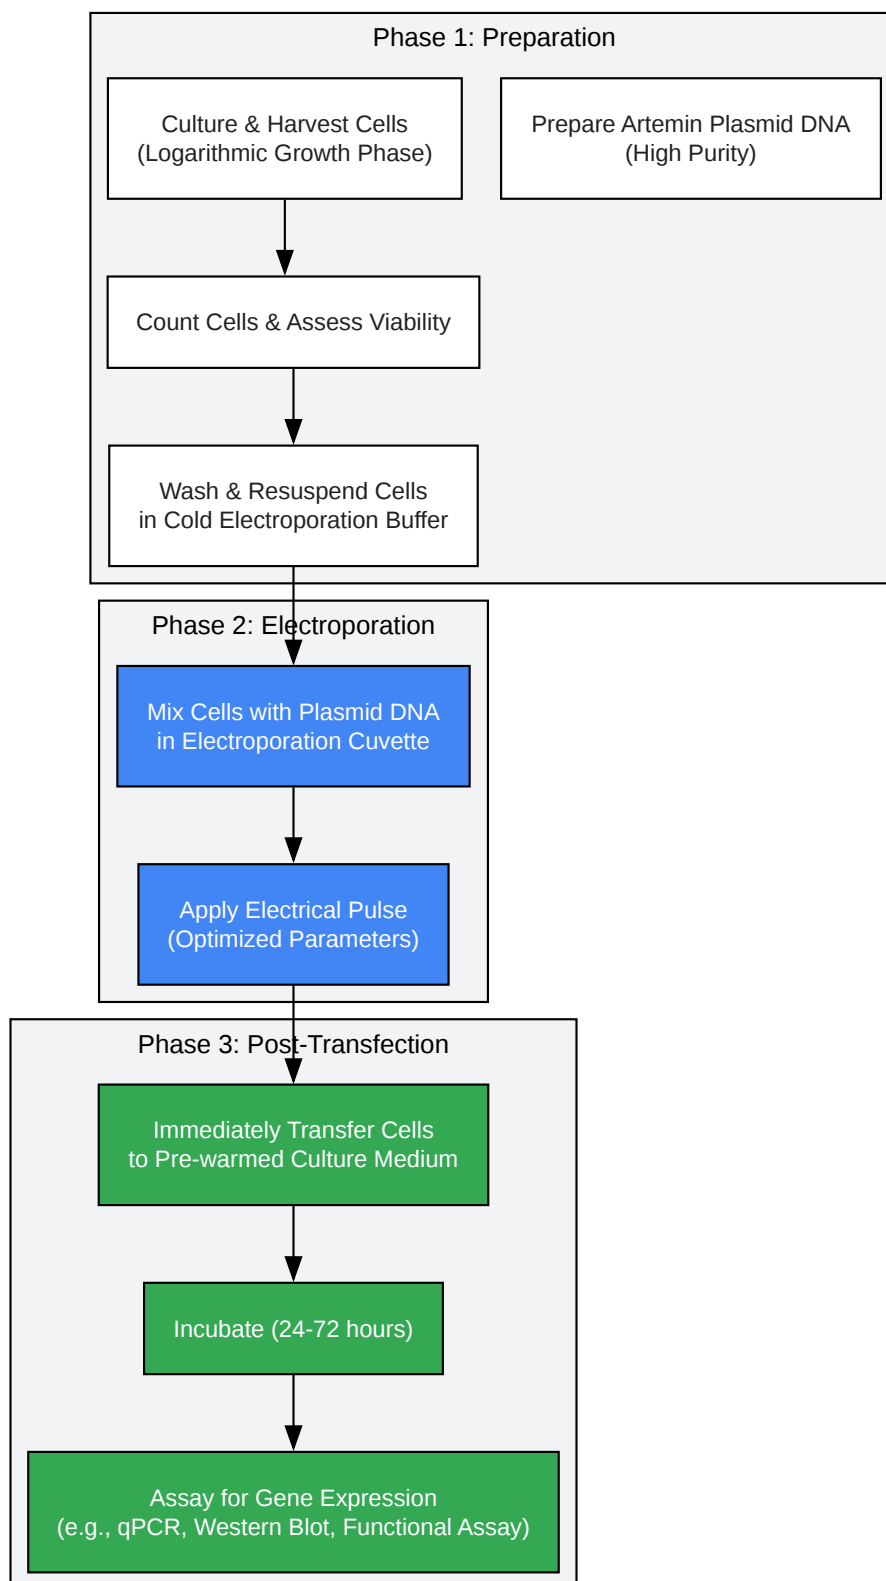 Phase 1: Preparation
Culture & Harvest Cells
(Logarithmic Growth Phase)
Prepare Artemin Plasmid DNA
(High Purity)
Count Cells & Assess Viability
Wash & Resuspend Cells
in Cold Electroporation Buffer
Phase 2: Electroporation
Mix Cells with Plasmid DNA
in Electroporation Cuvette
Apply Electrical Pulse
(Optimized Parameters)
Phase 3: Post-Transfection
Immediately Transfer Cells
to Pre-warmed Culture Medium
Incubate (24-72 hours)
Assay for Gene Expression
(e.g., qPCR, Western Blot, Functional Assay)